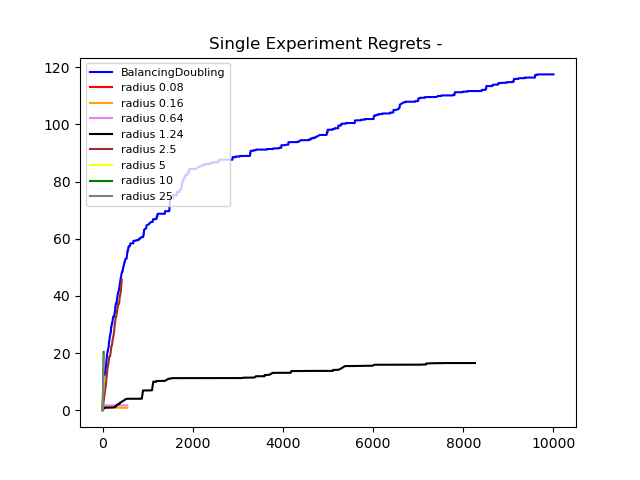 Single Experiment Regrets -
120
100
80
60
40
20
0
BalancingDoubling
radius 0.08
radius 0.16
radius 0.64
radius 1.24
radius 2.5
radius 5
radius 10
radius 25
0 2000 4000 6000 8000 10000